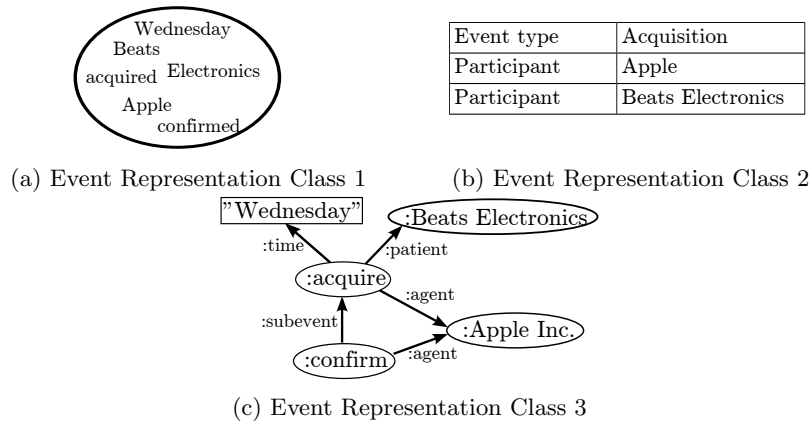 Wednesday
Beats
acquired Electronics
Apple
confirmed
(a) Event Representation Class 1
Event type Acquisition
Participant Apple
Participant Beats Electronics
(b) Event Representation Class 2
"Wednesday" :Beats Electronics
:time :patient
:acquire
:agent
:subevent
:Apple Inc.
:confirm :agent
(c) Event Representation Class 3